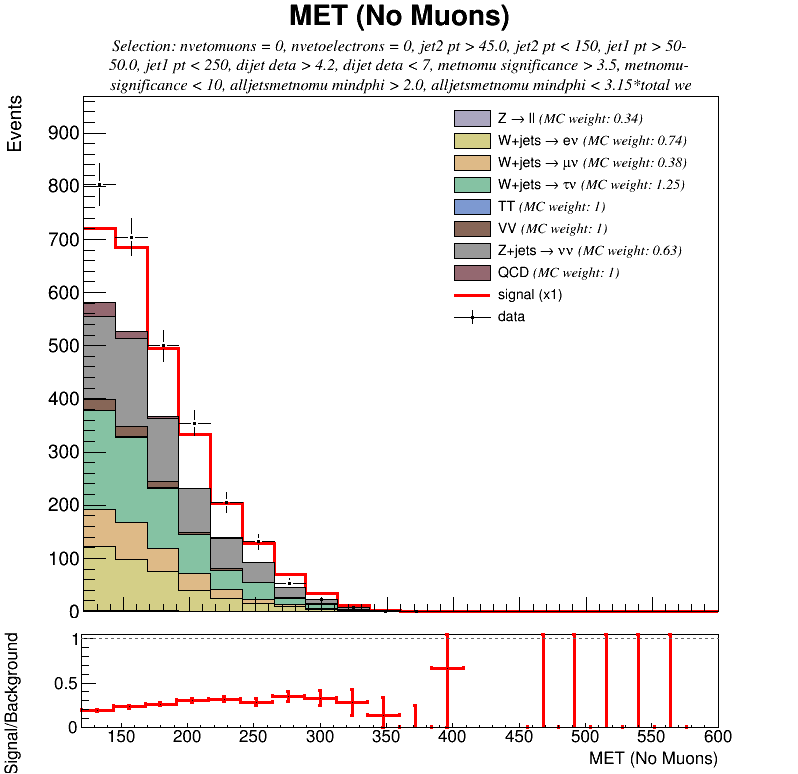 MET (No Muons)
Selection: nvetomuons = 0, nvetoelectrons = 0, jet2 pt > 45.0, jet2 pt < 150, jet1 pt > 50-
50.0, jet1 pt < 250, dijet deta > 4.2, dijet deta < 7, metnomu significance > 3.5, metnomu-
significance < 10, alljetsmetnomu mindphi > 2.0, alljetsmetnomu mindphi < 3.15*total we
Events
900
800
700
600
500
400
300
200
100
0
Z → ll (MC weight: 0.34)
W+jets → eν (MC weight: 0.74)
W+jets → μν (MC weight: 0.38)
W+jets → τν (MC weight: 1.25)
TT (MC weight: 1)
VV (MC weight: 1)
Z+jets → νν (MC weight: 0.63)
QCD (MC weight: 1)
signal (x1)
data
Signal/Background
1
0.5
0
150 200 250 300 350 400 450 500 550 600
MET (No Muons)